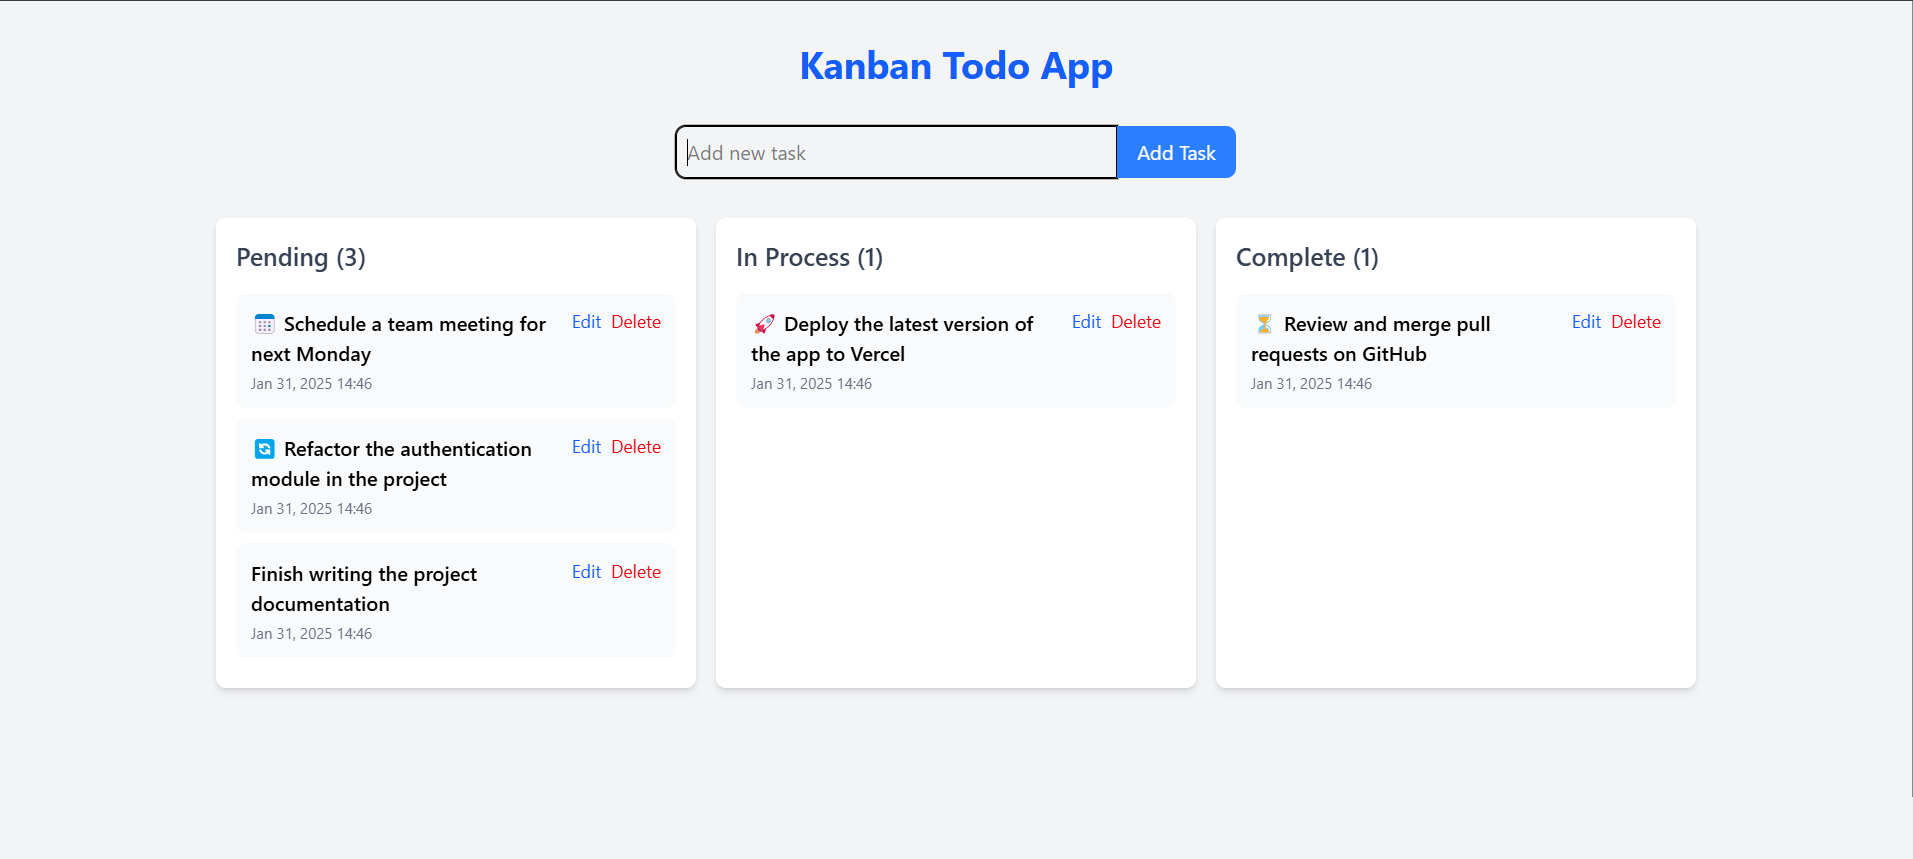 Kanban Todo App
Add new task
Add Task
Pending (3)
🗓️ Schedule a team meeting for
next Monday
Edit Delete
Jan 31, 2025 14:46
🔄 Refactor the authentication
module in the project
Edit Delete
Jan 31, 2025 14:46
Finish writing the project
documentation
Edit Delete
Jan 31, 2025 14:46
In Process (1)
🚀 Deploy the latest version of
the app to Vercel
Edit Delete
Jan 31, 2025 14:46
Complete (1)
⏳ Review and merge pull
requests on GitHub
Edit Delete
Jan 31, 2025 14:46